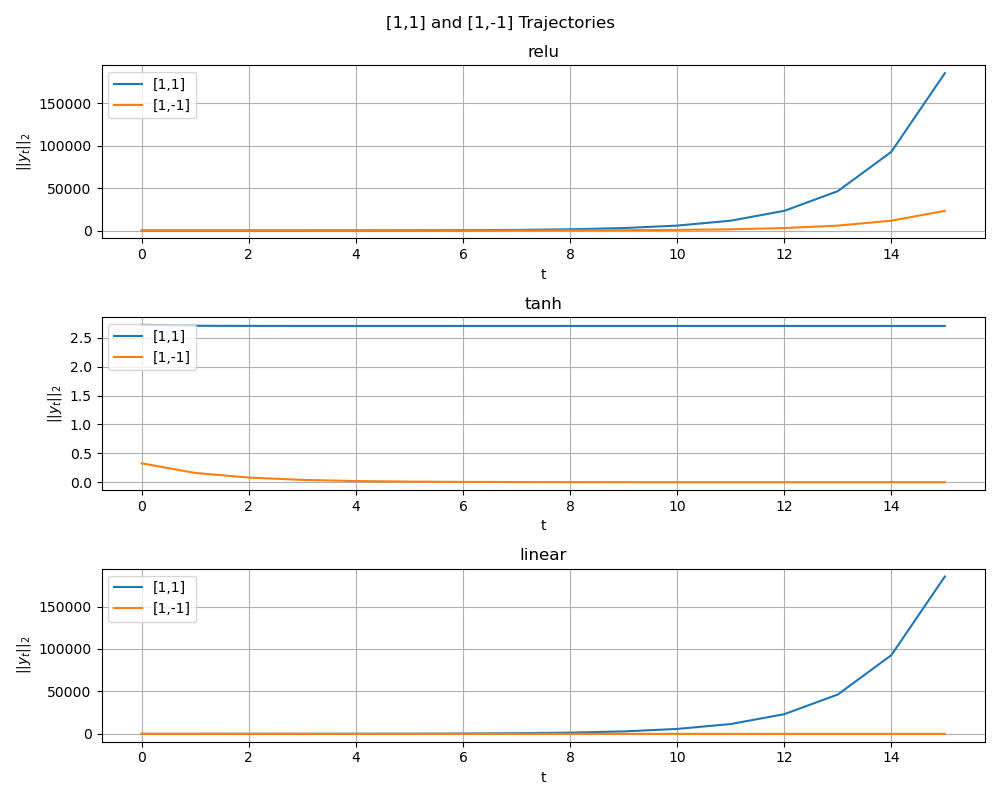 [1,1] and [1,-1] Trajectories
relu
[1,1]
[1,-1]
150000
100000
50000
0
||y_t||_2
0 2 4 6 8 10 12 14
t
tanh
[1,1]
[1,-1]
2.5
2.0
1.5
1.0
0.5
0.0
||y_t||_2
0 2 4 6 8 10 12 14
t
linear
[1,1]
[1,-1]
150000
100000
50000
0
||y_t||_2
0 2 4 6 8 10 12 14
t